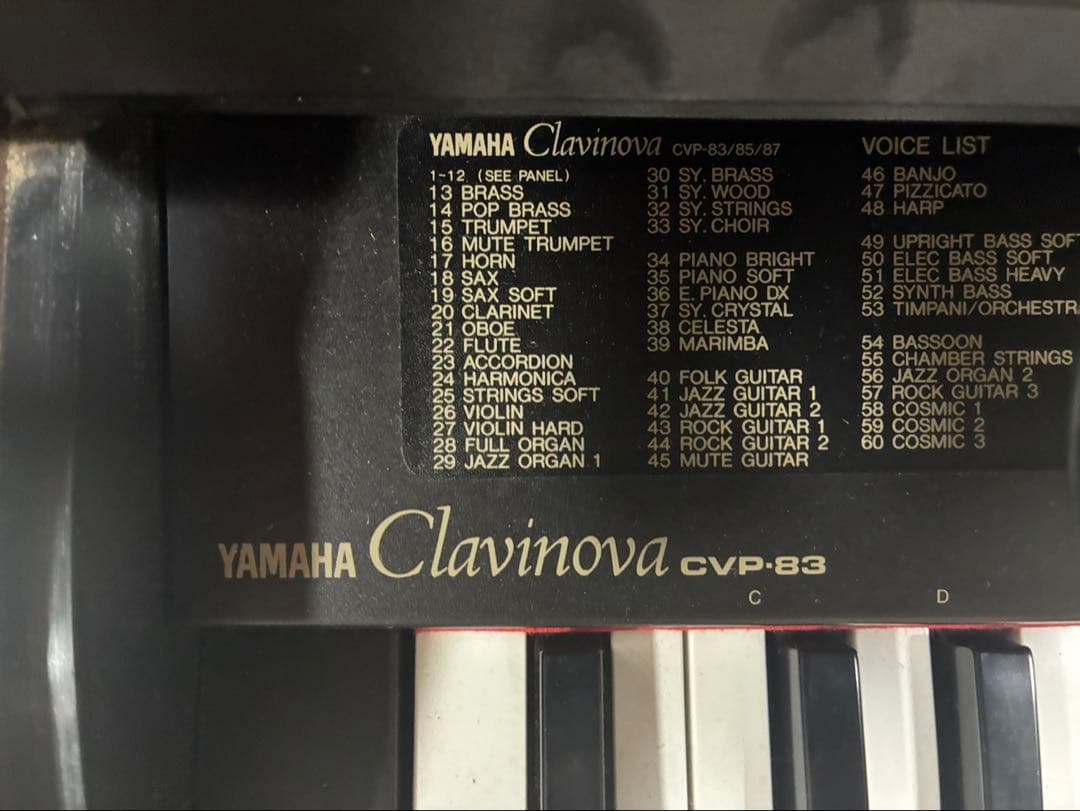 YAMAHA Clavinova CVP-83/85/87 VOICE LIST
1-12 (SEE PANEL)
13 BRASS
14 POP BRASS
15 TRUMPET
16 MUTE TRUMPET
17 HORN
18 SAX
19 SAX SOFT
20 CLARINET
21 OBOE
22 FLUTE
23 ACCORDION
24 HARMONICA
25 STRINGS SOFT
26 VIOLIN
27 VIOLIN HARD
28 FULL ORGAN
29 JAZZ ORGAN 1
30 SY. BRASS
31 SY. WOOD
32 SY. STRINGS
33 SY. CHOIR
34 PIANO BRIGHT
35 PIANO SOFT
36 E. PIANO DX
37 SY. CRYSTAL
38 CELESTA
39 MARIMBA
40 FOLK GUITAR
41 JAZZ GUITAR 1
42 JAZZ GUITAR 2
43 ROCK GUITAR 1
44 ROCK GUITAR 2
45 MUTE GUITAR
46 BANJO
47 PIZZICATO
48 HARP
49 UPRIGHT BASS SOFT
50 ELEC BASS SOFT
51 ELEC BASS HEAVY
52 SYNTH BASS
53 TIMPANI/ORCHESTR
54 BASSOON
55 CHAMBER STRINGS
56 JAZZ ORGAN 2
57 ROCK GUITAR 3
58 COSMIC 1
59 COSMIC 2
60 COSMIC 3
YAMAHA Clavinova CVP-83
C D